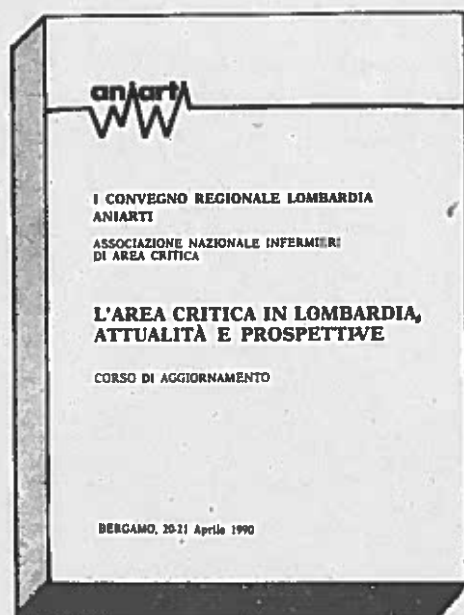 aniarti
I CONVEGNO REGIONALE LOMBARDIA
ANIARTI
ASSOCIAZIONE NAZIONALE INFERMIERI
DI AREA CRITICA
L'AREA CRITICA IN LOMBARDIA,
ATTUALITÀ E PROSPETTIVE
CORSO DI AGGIORNAMENTO
BERGAMO, 20-21 Aprile 1990